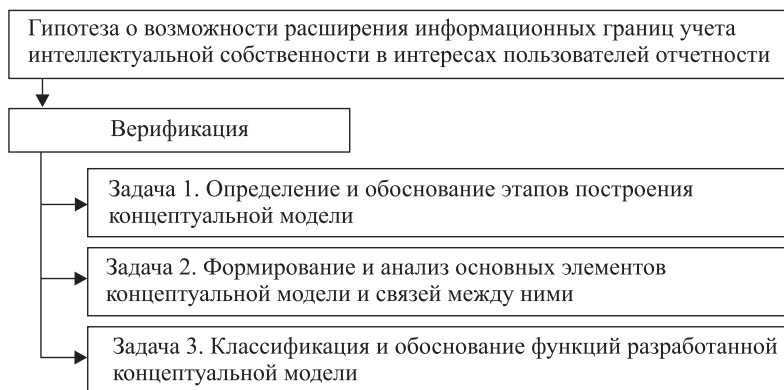 Гипотеза о возможности расширения информационных границ учета
интеллектуальной собственности в интересах пользователей отчетности
Верификация
Задача 1. Определение и обоснование этапов построения
концептуальной модели
Задача 2. Формирование и анализ основных элементов
концептуальной модели и связей между ними
Задача 3. Классификация и обоснование функций разработанной
концептуальной модели